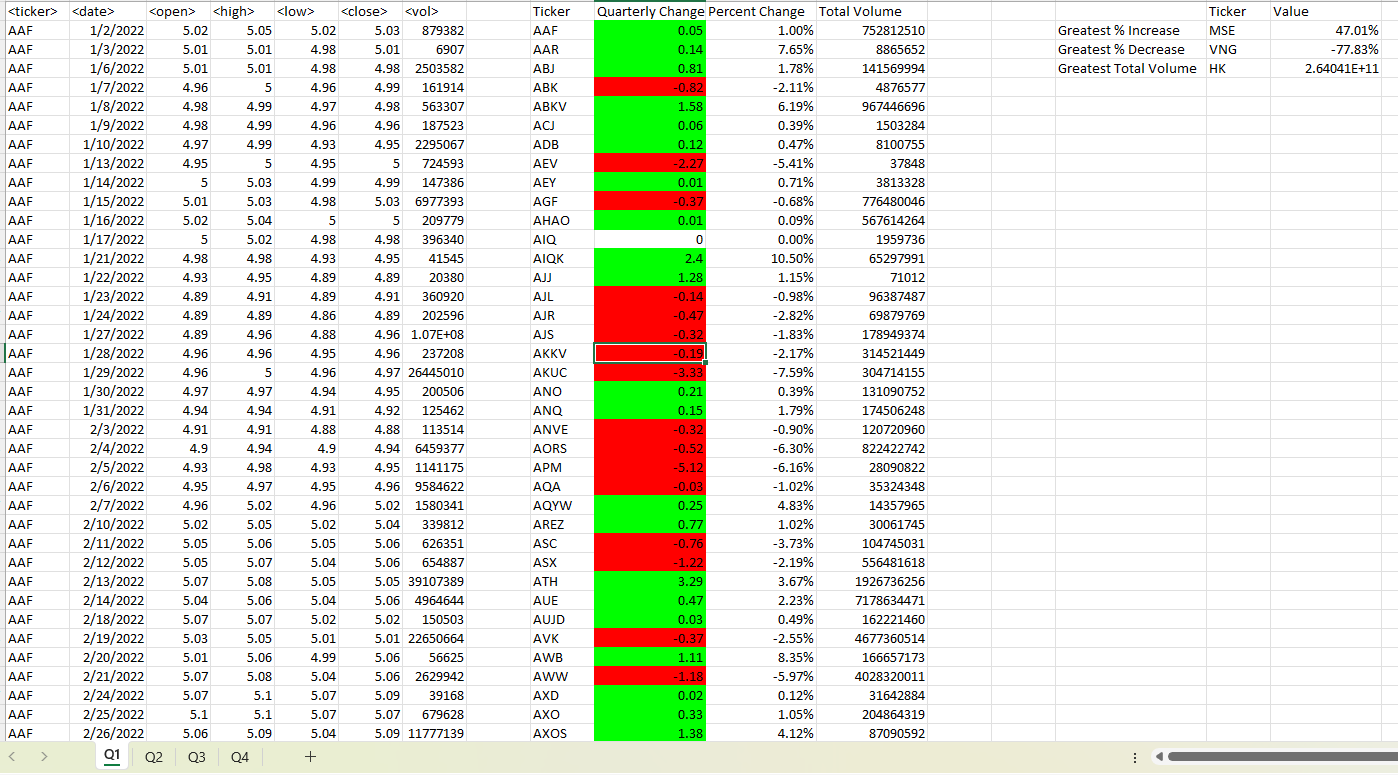 <ticker> <date> <open> <high> <low> <close> <vol> Ticker Quarterly Change Percent Change Total Volume Ticker Value
AAF 1/2/2022 5.02 5.05 5.02 5.03 879382 AAF 0.05 1.00% 752812510 Greatest % Increase MSE 47.01%
AAF 1/3/2022 5.01 5.01 4.98 5.01 6907 AAR 0.14 7.65% 8865652 Greatest % Decrease VNG -77.83%
AAF 1/6/2022 5.01 5.01 4.98 4.98 2503582 ABJ 0.81 1.78% 141569994 Greatest Total Volume HK 2.64041E+11
AAF 1/7/2022 4.96 5 4.96 4.99 161914 ABK -0.82 -2.11% 4876577
AAF 1/8/2022 4.98 4.99 4.97 4.98 563307 ABKV 1.58 6.19% 967446696
AAF 1/9/2022 4.98 4.99 4.96 4.96 187523 ACJ 0.06 0.39% 1503284
AAF 1/10/2022 4.97 4.99 4.93 4.95 2295067 ADB 0.12 0.47% 8100755
AAF 1/13/2022 4.95 5 4.95 5 724593 AEV -2.27 -5.41% 37848
AAF 1/14/2022 5 5.03 4.99 4.99 147386 AEY 0.01 0.71% 3813328
AAF 1/15/2022 5.01 5.03 4.98 5.03 6977393 AGF -0.37 -0.68% 776480046
AAF 1/16/2022 5.02 5.04 5 5 209779 AHAO 0.01 0.09% 567614264
AAF 1/17/2022 5 5.02 4.98 4.98 396340 AIQ 0 0.00% 1959736
AAF 1/21/2022 4.98 4.98 4.93 4.95 41545 AIQK 2.4 10.50% 65297991
AAF 1/22/2022 4.93 4.95 4.89 4.89 20380 AJJ 1.28 1.15% 71012
AAF 1/23/2022 4.89 4.91 4.89 4.91 360920 AJL -0.14 -0.98% 96387487
AAF 1/24/2022 4.89 4.89 4.86 4.89 202596 AJR -0.47 -2.82% 69879769
AAF 1/27/2022 4.89 4.96 4.88 4.96 1.07E+08 AJS -0.32 -1.83% 178949374
AAF 1/28/2022 4.96 4.96 4.95 4.96 237208 AKKV -0.19 -2.17% 314521449
AAF 1/29/2022 4.96 5 4.96 4.97 26445010 AKUC -3.33 -7.59% 304714155
AAF 1/30/2022 4.97 4.97 4.94 4.95 200506 ANO 0.21 0.39% 131090752
AAF 1/31/2022 4.94 4.94 4.91 4.92 125462 ANQ 0.15 1.79% 174506248
AAF 2/3/2022 4.91 4.91 4.88 4.88 113514 ANVE -0.32 -0.90% 120720960
AAF 2/4/2022 4.9 4.94 4.9 4.94 6459377 AORS -0.52 -6.30% 822422742
AAF 2/5/2022 4.93 4.98 4.93 4.95 1141175 APM -5.12 -6.16% 28090822
AAF 2/6/2022 4.95 4.97 4.95 4.96 9584622 AQA -0.03 -1.02% 35324348
AAF 2/7/2022 4.96 5.02 4.96 5.02 1580341 AQYW 0.25 4.83% 14357965
AAF 2/10/2022 5.02 5.05 5.02 5.04 339812 AREZ 0.77 1.02% 30061745
AAF 2/11/2022 5.05 5.06 5.05 5.06 626351 ASC -0.76 -3.73% 104745031
AAF 2/12/2022 5.05 5.07 5.04 5.06 654887 ASX -1.22 -2.19% 556481618
AAF 2/13/2022 5.07 5.08 5.05 5.05 39107389 ATH 3.29 3.67% 1926736256
AAF 2/14/2022 5.04 5.06 5.04 5.06 4964644 AUE 0.47 2.23% 7178634471
AAF 2/18/2022 5.07 5.07 5.02 5.02 150503 AUJD 0.03 0.49% 162221460
AAF 2/19/2022 5.03 5.05 5.01 5.01 22650664 AVK -0.37 -2.55% 4677360514
AAF 2/20/2022 5.01 5.06 4.99 5.06 56625 AWB 1.11 8.35% 166657173
AAF 2/21/2022 5.07 5.08 5.04 5.06 2629942 AWW -1.18 -5.97% 4028320011
AAF 2/24/2022 5.07 5.1 5.07 5.09 39168 AXD 0.02 0.12% 31642884
AAF 2/25/2022 5.1 5.1 5.07 5.07 679628 AXO 0.33 1.05% 204864319
AAF 2/26/2022 5.06 5.09 5.04 5.09 11777139 AXOS 1.38 4.12% 87090592
Q1 Q2 Q3 Q4